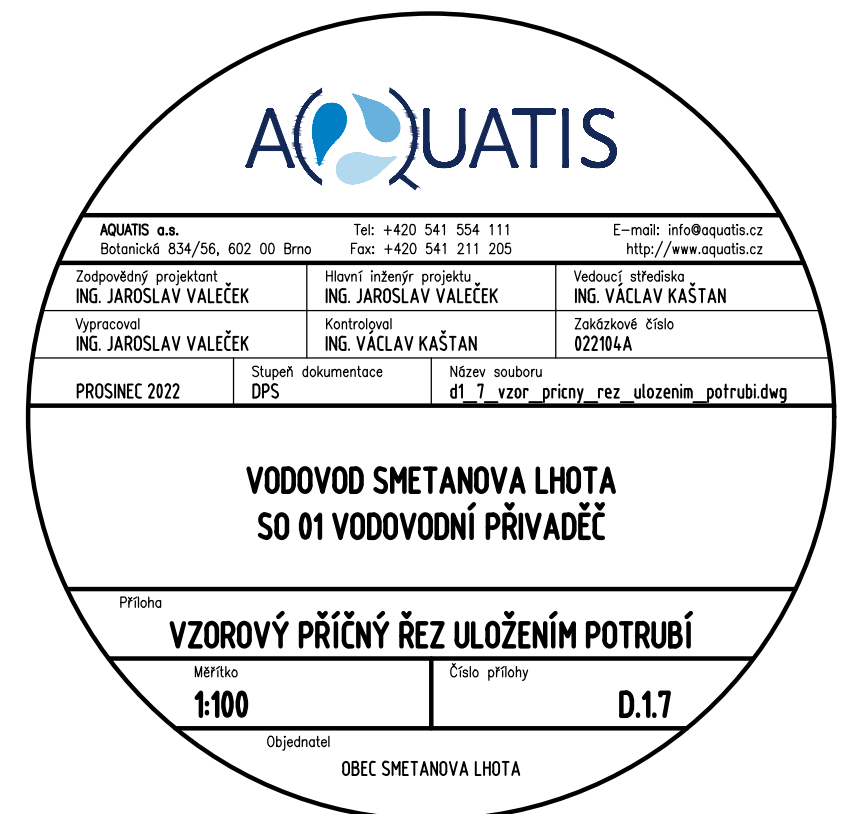 AQUATIS
AQUATIS a.s. Tel: +420 541 554 111 E-mail: info@aquatis.cz
Botanická 834/56, 602 00 Brno Fax: +420 541 211 205 http://www.aquatis.cz
Zodpovědný projektant Hlavní inženýr projektu Vedoucí střediska
ING. JAROSLAV VALEČEK ING. JAROSLAV VALEČEK ING. VÁCLAV KAŠTAN
Vypracoval Kontroloval Zakázkové číslo
ING. JAROSLAV VALEČEK ING. VÁCLAV KAŠTAN 022104A
Stupeň dokumentace Název souboru
PROSINEC 2022 DPS d1_7_vzor_pricny_rez_ulozenim_potrubi.dwg
VODOVOD SMETANOVA LHOTA
SO 01 VODOVODNÍ PŘIVADĚČ
Příloha
VZOROVÝ PŘÍČNÝ ŘEZ ULOŽENÍM POTRUBÍ
Měřítko Číslo přílohy
1:100 D.1.7
Objednatel
OBEC SMETANOVA LHOTA